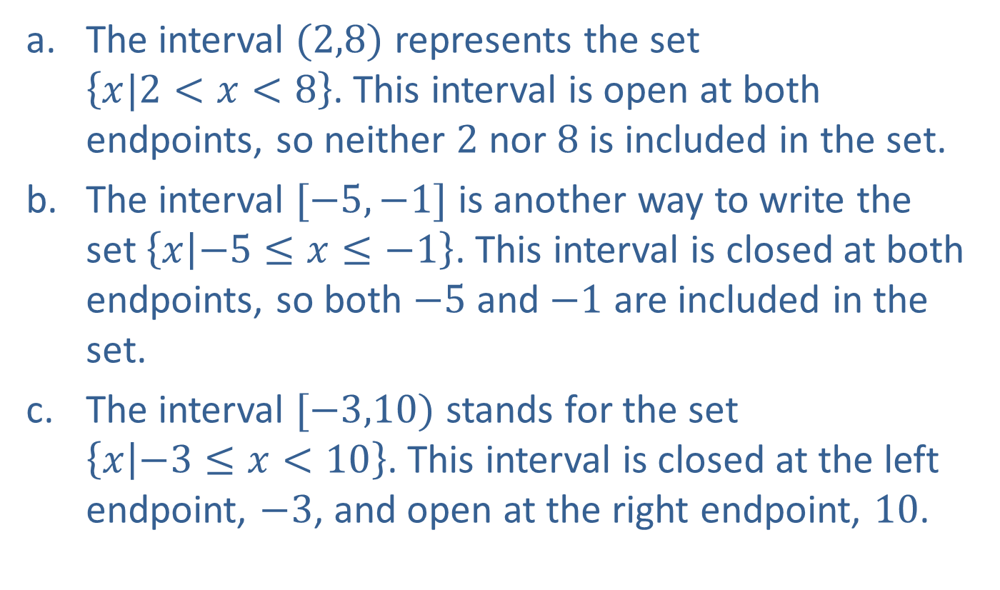 a. The interval (2,8) represents the set
{x|2 < x < 8}. This interval is open at both
endpoints, so neither 2 nor 8 is included in the set.
b. The interval [−5, −1] is another way to write the
set {x|−5 ≤ x ≤ −1}. This interval is closed at both
endpoints, so both −5 and −1 are included in the
set.
c. The interval [−3,10) stands for the set
{x|−3 ≤ x < 10}. This interval is closed at the left
endpoint, −3, and open at the right endpoint, 10.